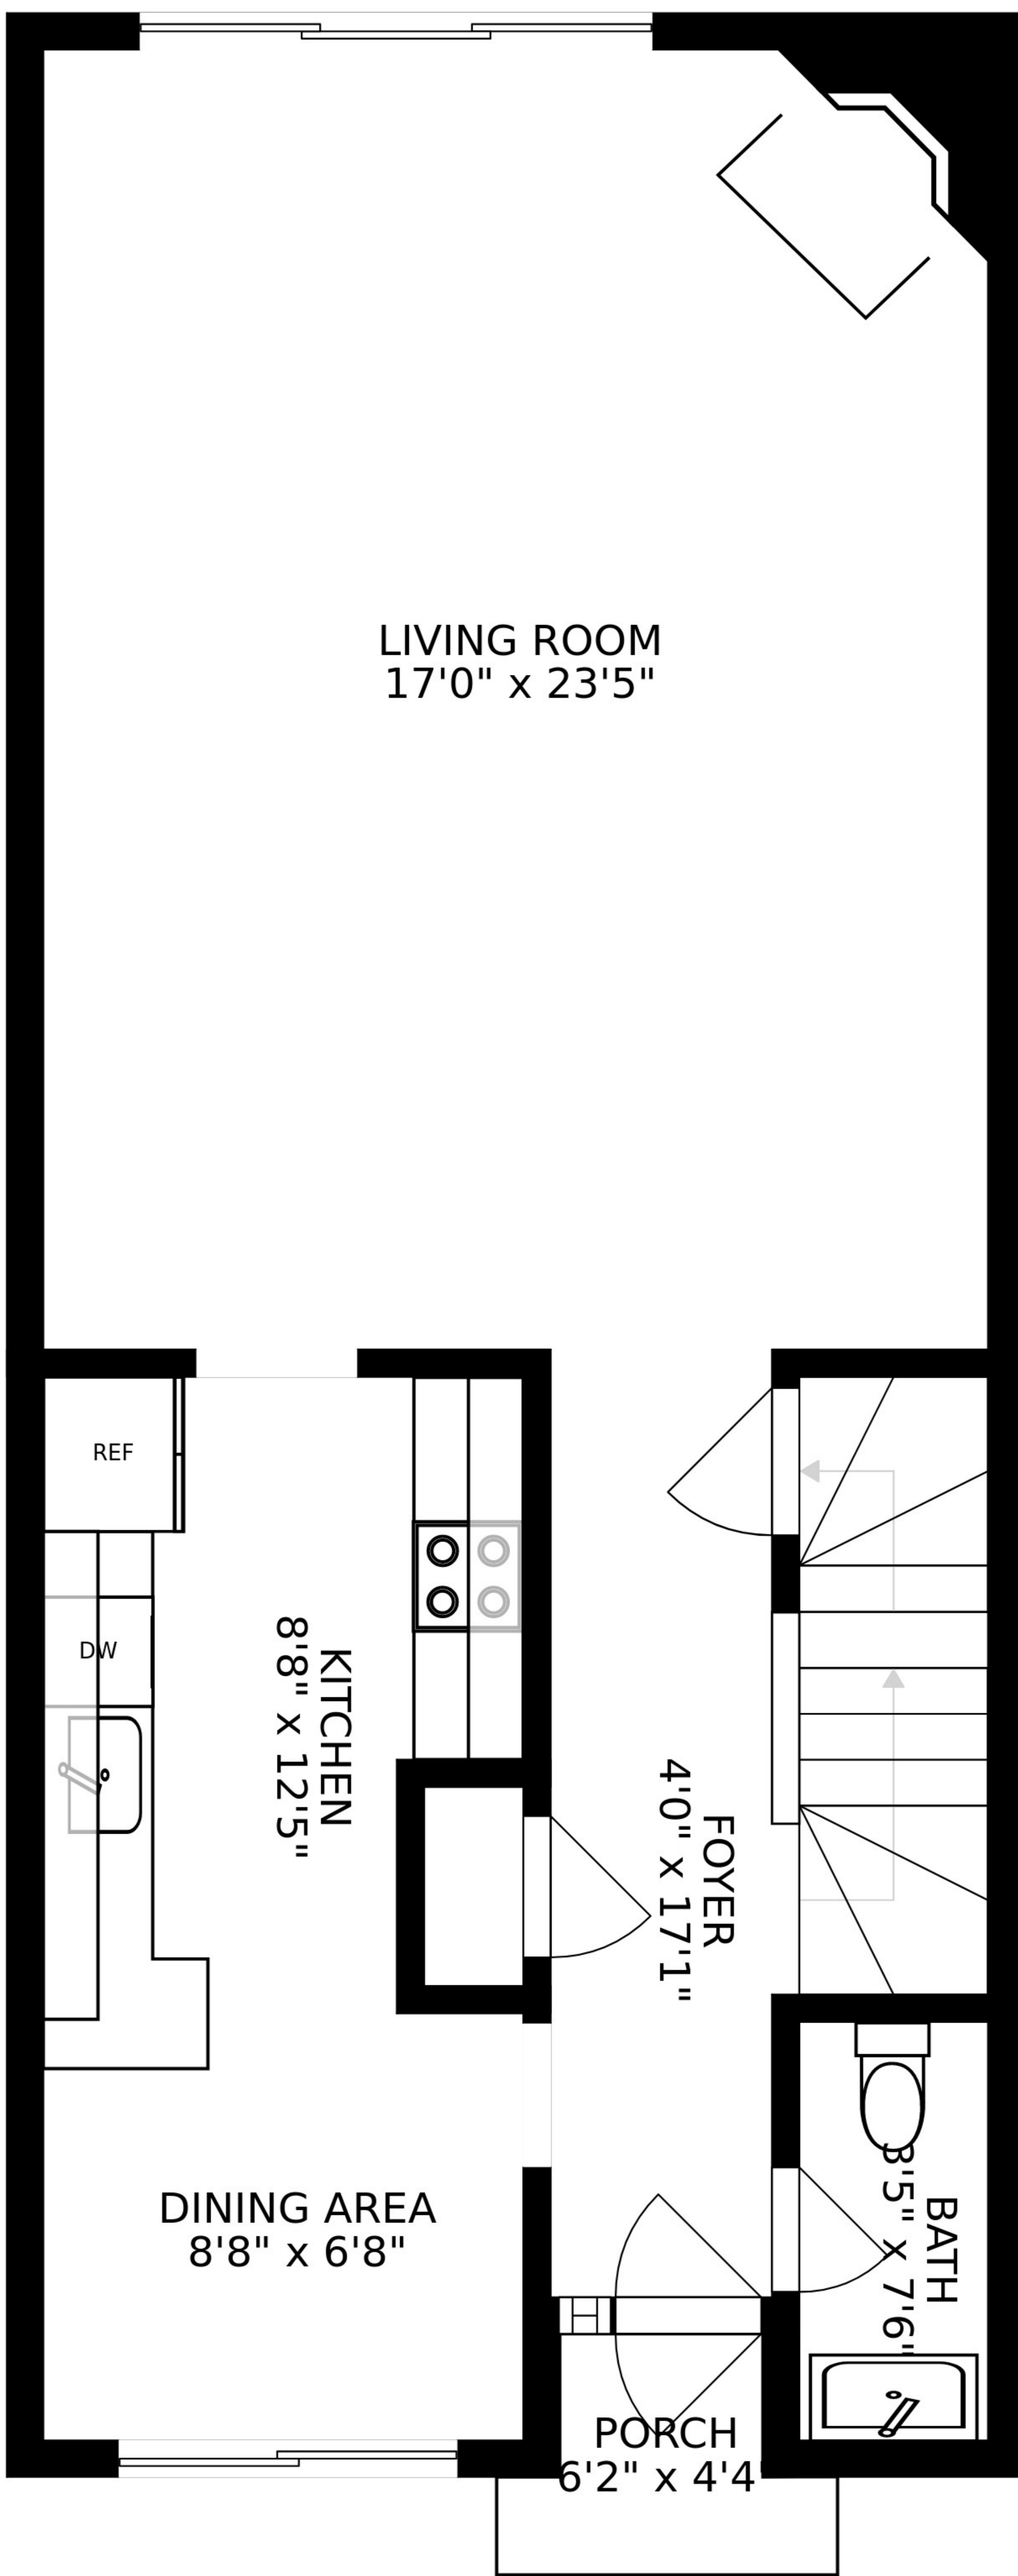 LIVING ROOM
17'0" x 23'5"
REF
DW
KITCHEN
8'8" x 12'5"
FOYER
4'0" x 17'1"
DINING AREA
8'8" x 6'8"
BATH
3'5" x 7'6"
PORCH
6'2" x 4'4